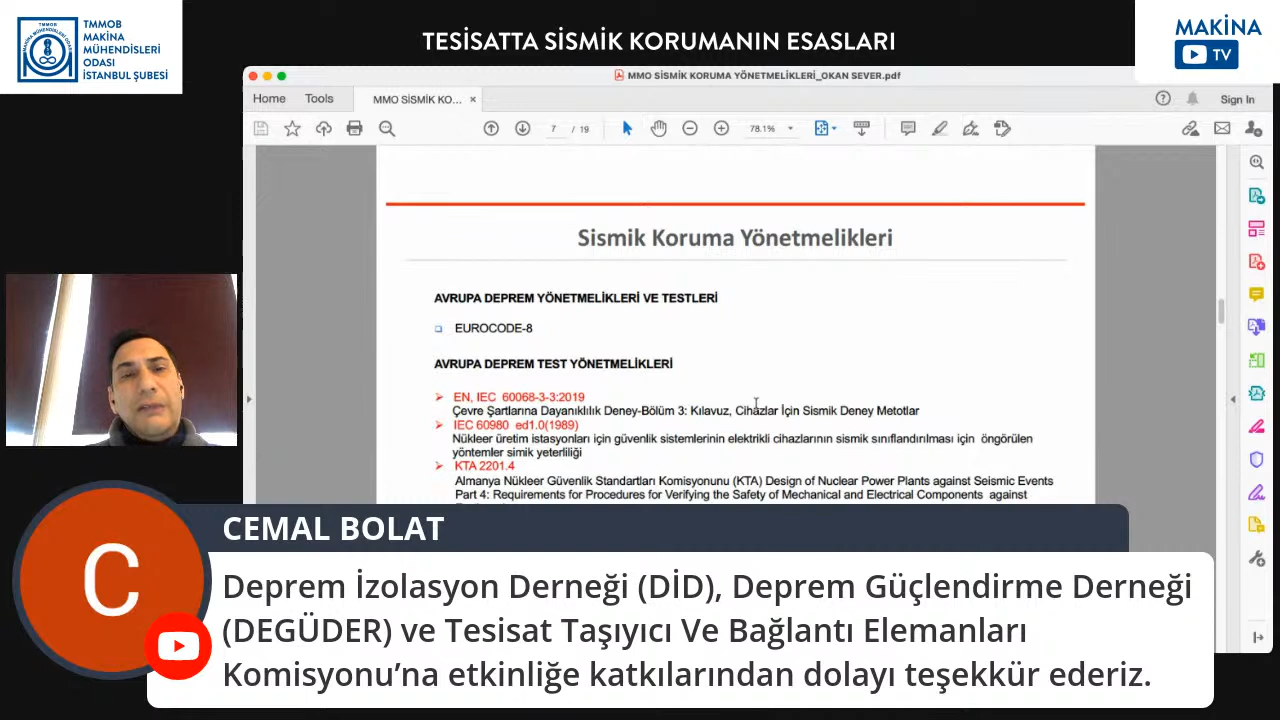 TMMOB
MAKİNA
MÜHENDİSLERİ
ODASI
İSTANBUL ŞUBESİ
TESİSATTA SİSMİK KORUMANIN ESASLARI
MAKİNA
TV
MMO SİSMİK KORUMA YÖNETMELİKLERİ_OKAN SEVER.pdf
Home Tools MMO SİSMİK KO... × Sign In
7 / 19 78.1%
Sismik Koruma Yönetmelikleri
AVRUPA DEPREM YÖNETMELİKLERİ VE TESTLERİ
EUROCODE-8
AVRUPA DEPREM TEST YÖNETMELİKLERİ
EN, IEC 60068-3-3:2019
Çevre Şartlarına Dayanıklılık Deney-Bölüm 3: Kılavuz, Cihazlar İçin Sismik Deney Metotlar
IEC 60980 ed1.0(1989)
Nükleer üretim istasyonları için güvenlik sistemlerinin elektrikli cihazlarının sismik sınıflandırılması için öngörülen
yöntemler simik yeterliliği
KTA 2201.4
Almanya Nükleer Güvenlik Standartları Komisyonunu (KTA) Design of Nuclear Power Plants against Seismic Events
Part 4: Requirements for Procedures for Verifying the Safety of Mechanical and Electrical Components against
C
CEMAL BOLAT
Deprem İzolasyon Derneği (DİD), Deprem Güçlendirme Derneği
(DEGÜDER) ve Tesisat Taşıyıcı Ve Bağlantı Elemanları
Komisyonu’na etkinliğe katkılarından dolayı teşekkür ederiz.